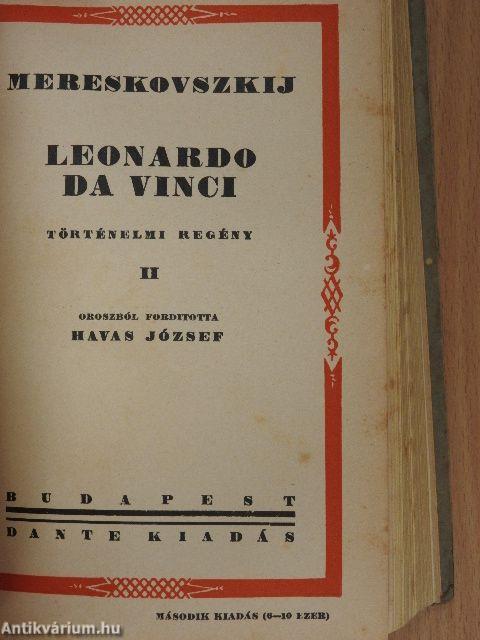 MERESKOVSZKIJ
LEONARDO
DA VINCI
TÖRTÉNELMI REGÉNY
II
OROSZBÓL FORDITOTTA
HAVAS JÓZSEF
BUDAPEST
DANTE KIADÁS
MÁSODIK KIADÁS (6—10 EZER)
Antikvárium.hu